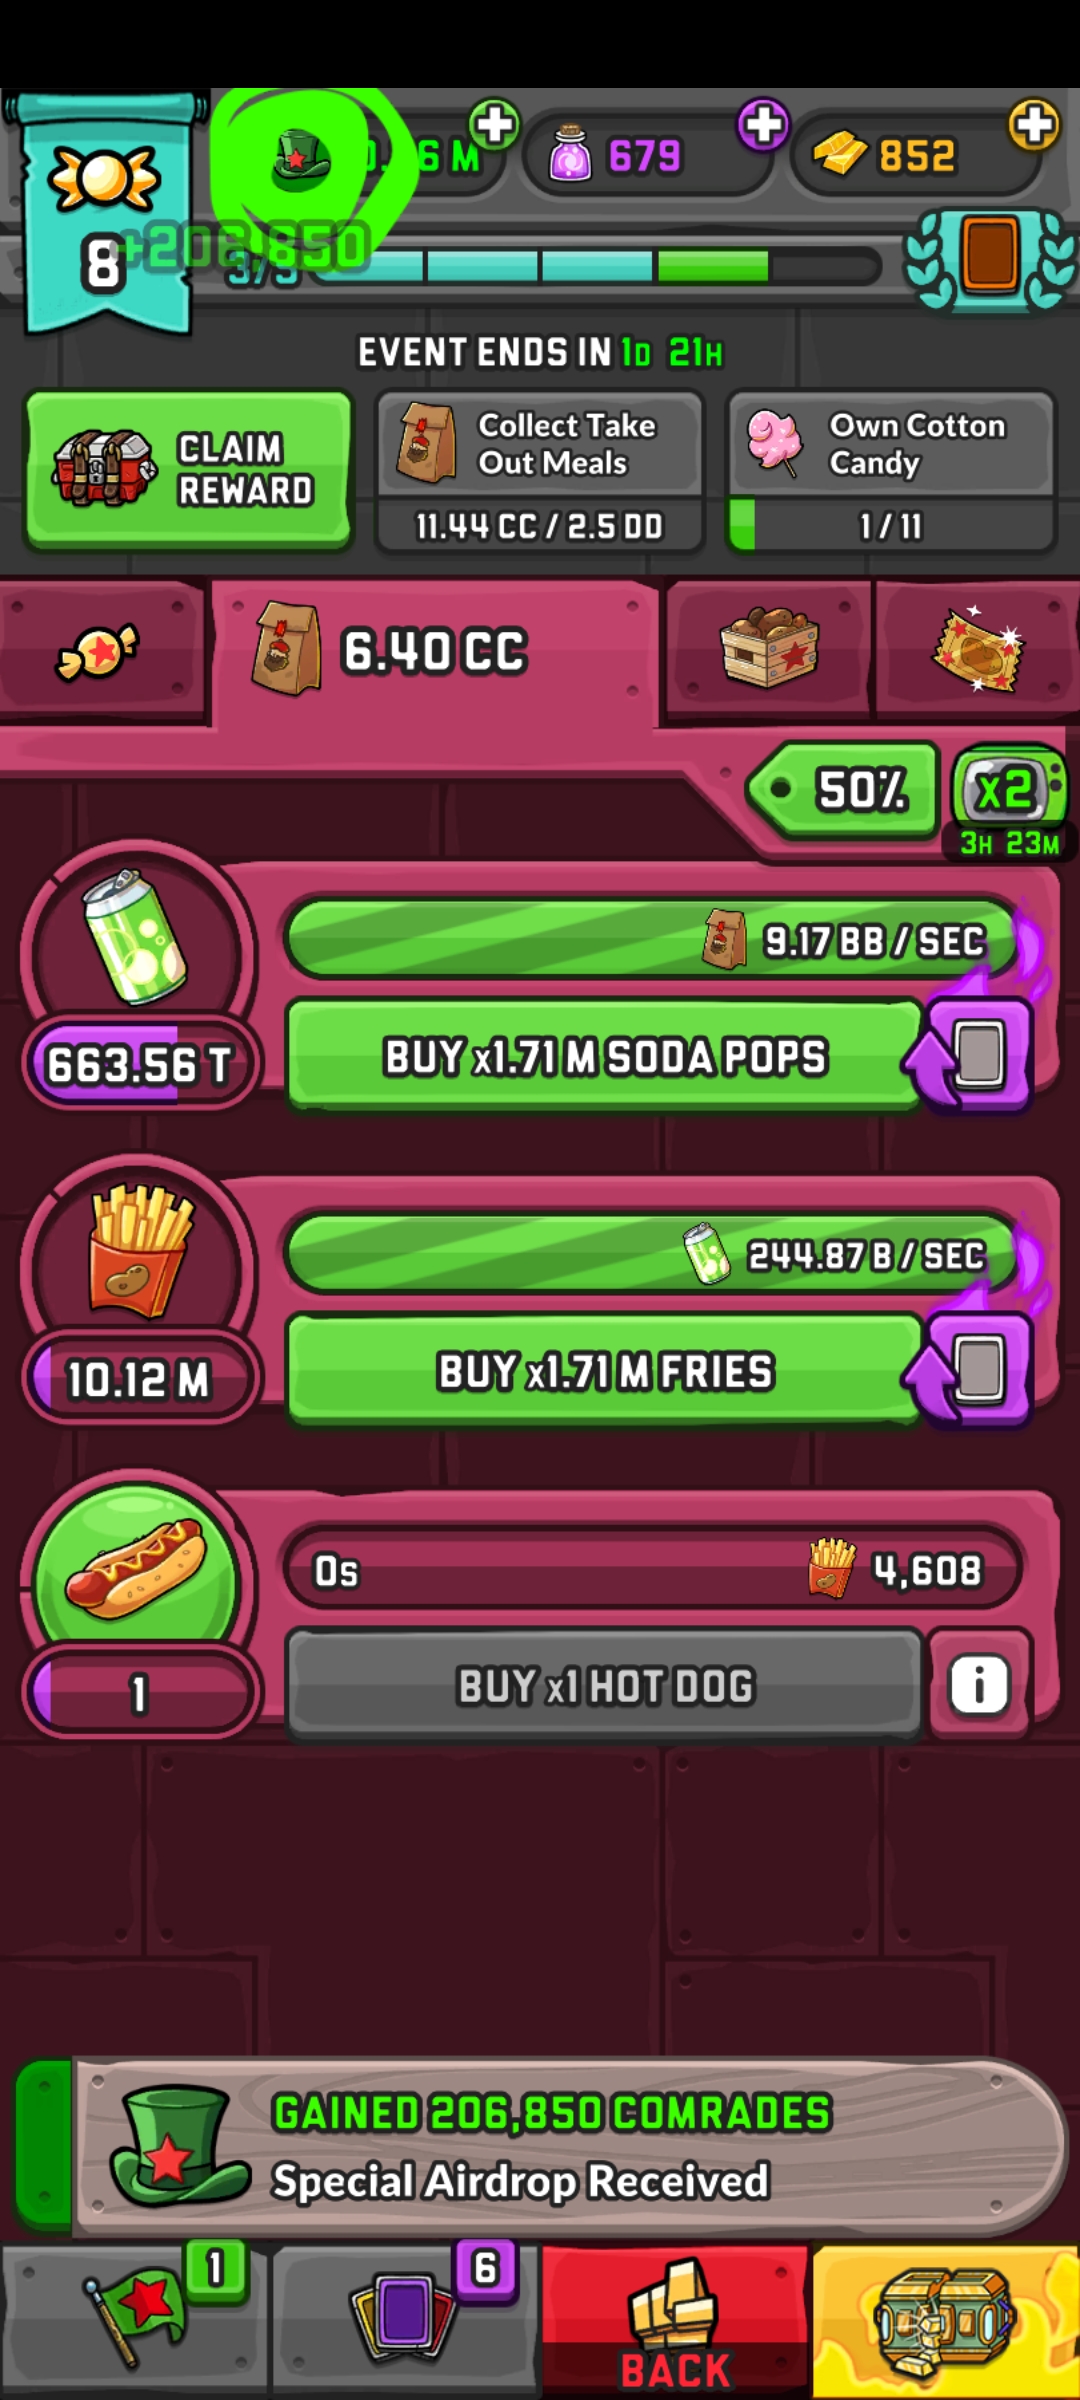 679
852
8
+206,850
3/5
EVENT ENDS IN 1D 21H
CLAIM
REWARD
Collect Take
Out Meals
11.44 CC / 2.5 DD
Own Cotton
Candy
1 / 11
6.40 CC
50%
x2
3H 23M
9.17 BB / SEC
663.56 T
BUY x1.71 M SODA POPS
244.87 B / SEC
10.12 M
BUY x1.71 M FRIES
0s
4,608
1
BUY x1 HOT DOG
i
GAINED 206,850 COMRADES
Special Airdrop Received
1
6
BACK